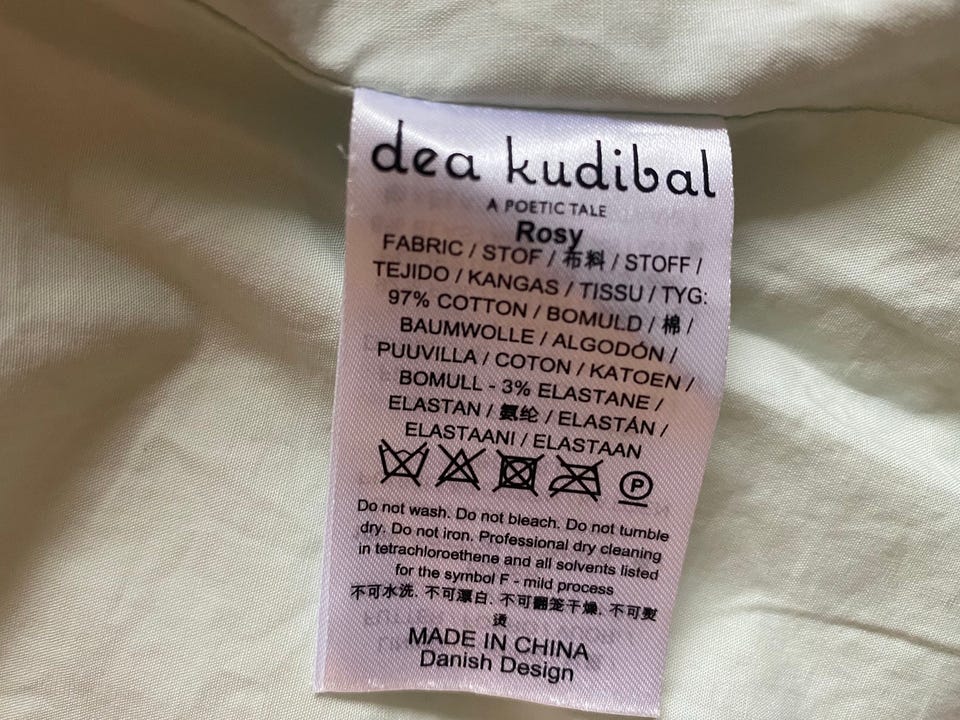 dea kudibal
A POETIC TALE
Rosy
FABRIC / STOF / 布料 / STOFF /
TEJIDO / KANGAS / TISSU / TYG:
97% COTTON / BOMULD / 棉 /
BAUMWOLLE / ALGODÓN /
PUUVILLA / COTON / KATOEN /
BOMULL - 3% ELASTANE /
ELASTAN / 氨纶 / ELASTÁN /
ELASTAANI / ELASTAAN
P
Do not wash. Do not bleach. Do not tumble
dry. Do not iron. Professional dry cleaning
in tetrachloroethene and all solvents listed
for the symbol F - mild process
不可水洗. 不可漂白. 不可翻笼干燥. 不可熨
烫
MADE IN CHINA
Danish Design